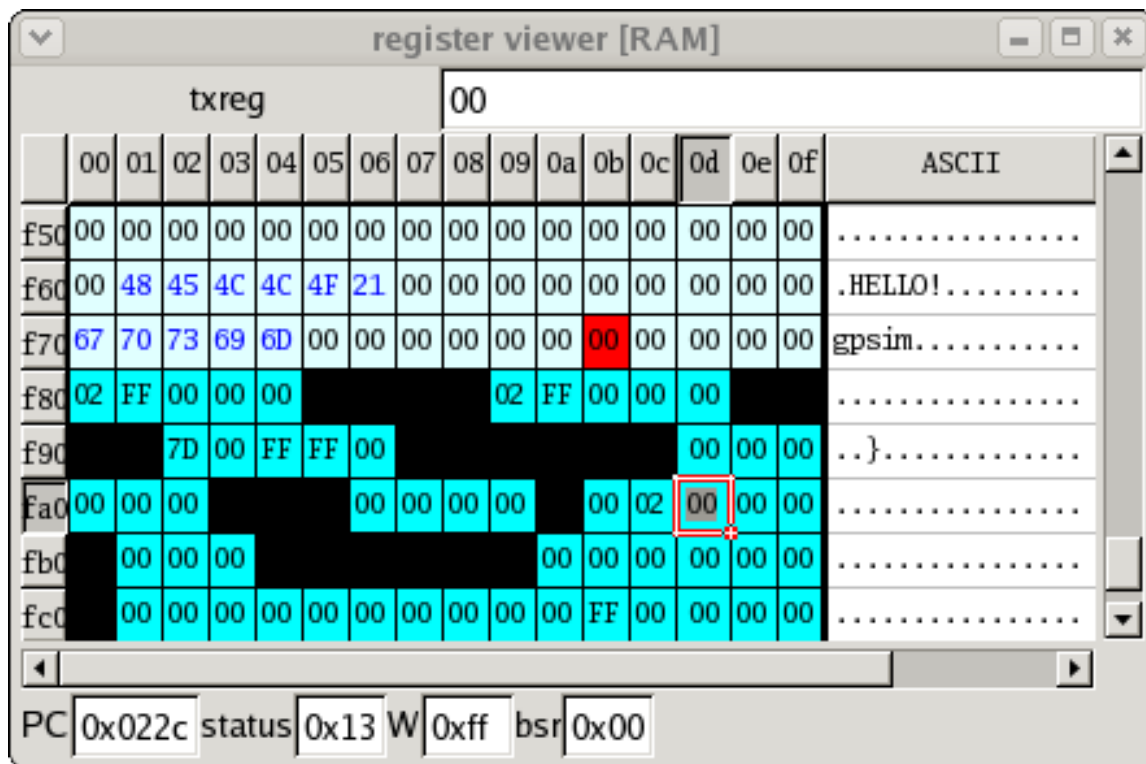 register viewer [RAM]
txreg 00
00 01 02 03 04 05 06 07 08 09 0a 0b 0c 0d 0e 0f ASCII
f50 00 00 00 00 00 00 00 00 00 00 00 00 00 00 00 00 ................
f60 00 48 45 4C 4C 4F 21 00 00 00 00 00 00 00 00 00 .HELLO!.........
f70 67 70 73 69 6D 00 00 00 00 00 00 00 00 00 00 00 gpsim...........
f80 02 FF 00 00 00 02 FF 00 00 00 ................
f90 7D 00 FF FF 00 00 00 00 ..}.............
fa0 00 00 00 00 00 00 00 00 02 00 00 00 ................
fb0 00 00 00 00 00 00 00 00 00 ................
fc0 00 00 00 00 00 00 00 00 00 00 FF 00 00 00 00 ................
PC 0x022c status 0x13 W 0xff bsr 0x00